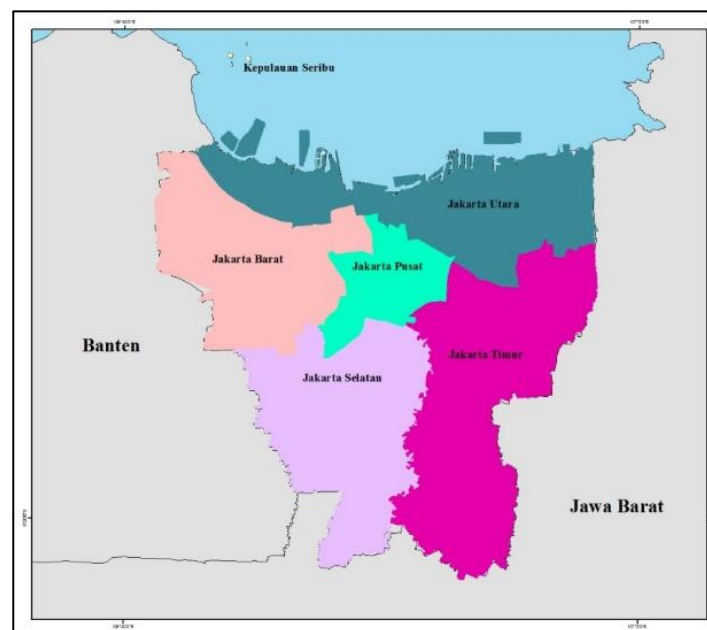 Kepulauan Seribu
Jakarta Utara
Jakarta Barat
Jakarta Pusat
Banten
Jakarta Timur
Jakarta Selatan
Jawa Barat